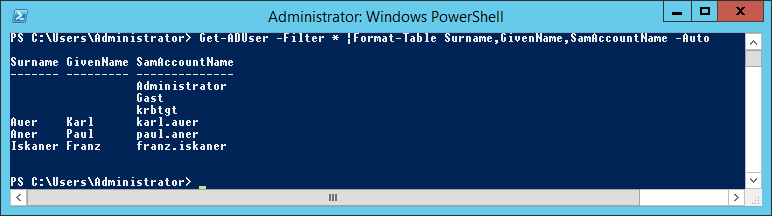 Administrator: Windows PowerShell
PS C:\Users\Administrator> Get-ADUser -Filter * |Format-Table Surname,GivenName,SamAccountName -Auto
Surname GivenName SamAccountName
------- --------- --------------
Administrator
Gast
krbtgt
Auer Karl karl.auer
Aner Paul paul.aner
Iskaner Franz franz.iskaner
PS C:\Users\Administrator> _